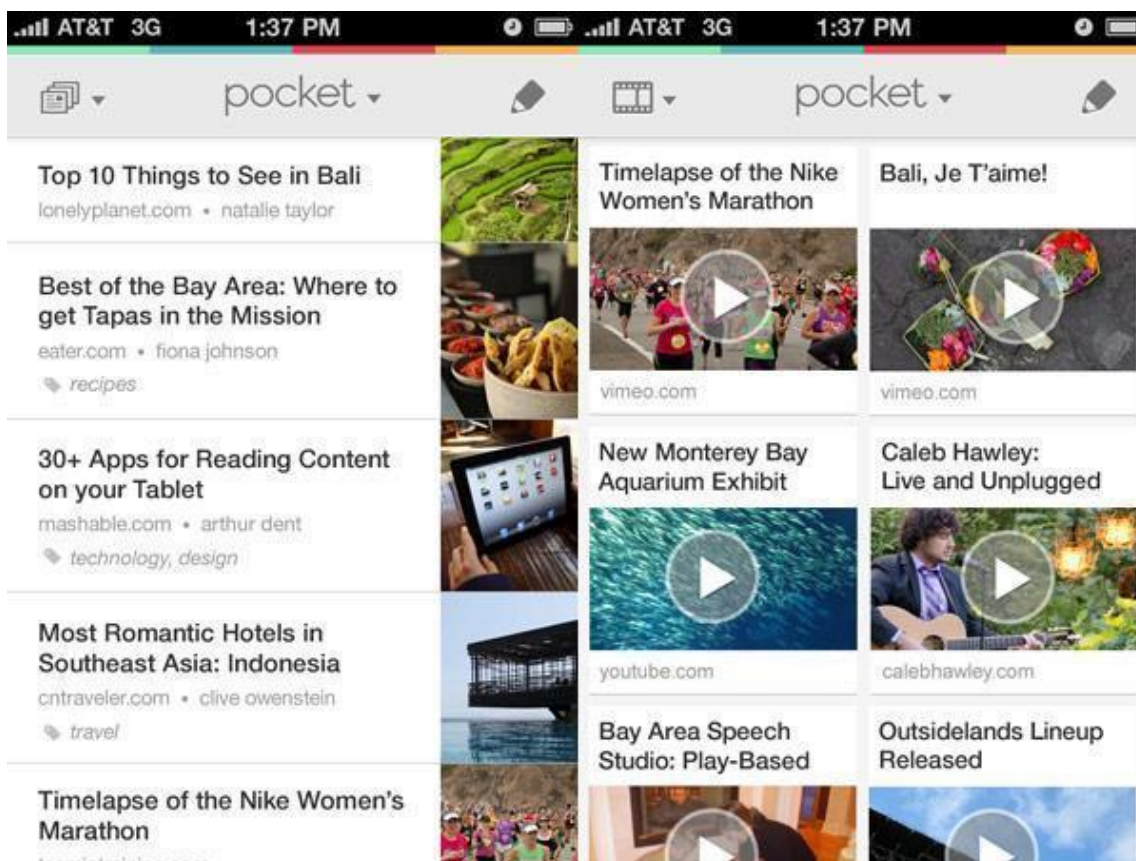 AT&T 3G 1:37 PM
pocket
Top 10 Things to See in Bali
lonelyplanet.com • natalie taylor
Best of the Bay Area: Where to
get Tapas in the Mission
eater.com • fiona johnson
recipes
30+ Apps for Reading Content
on your Tablet
mashable.com • arthur dent
technology, design
Most Romantic Hotels in
Southeast Asia: Indonesia
cntraveler.com • clive owenstein
travel
Timelapse of the Nike Women's
Marathon
AT&T 3G 1:37 PM
pocket
Timelapse of the Nike
Women's Marathon
vimeo.com
Bali, Je T'aime!
vimeo.com
New Monterey Bay
Aquarium Exhibit
youtube.com
Caleb Hawley:
Live and Unplugged
calebhawley.com
Bay Area Speech
Studio: Play-Based
Outsidelands Lineup
Released